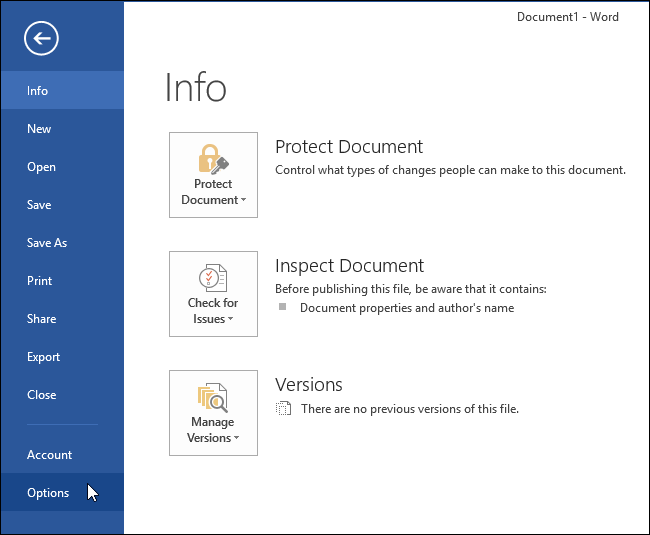 Document1 - Word
Info
New
Open
Save
Save As
Print
Share
Export
Close
Account
Options
Info
Protect
Document
Protect Document
Control what types of changes people can make to this document.
Check for
Issues
Inspect Document
Before publishing this file, be aware that it contains:
Document properties and author's name
Manage
Versions
Versions
There are no previous versions of this file.